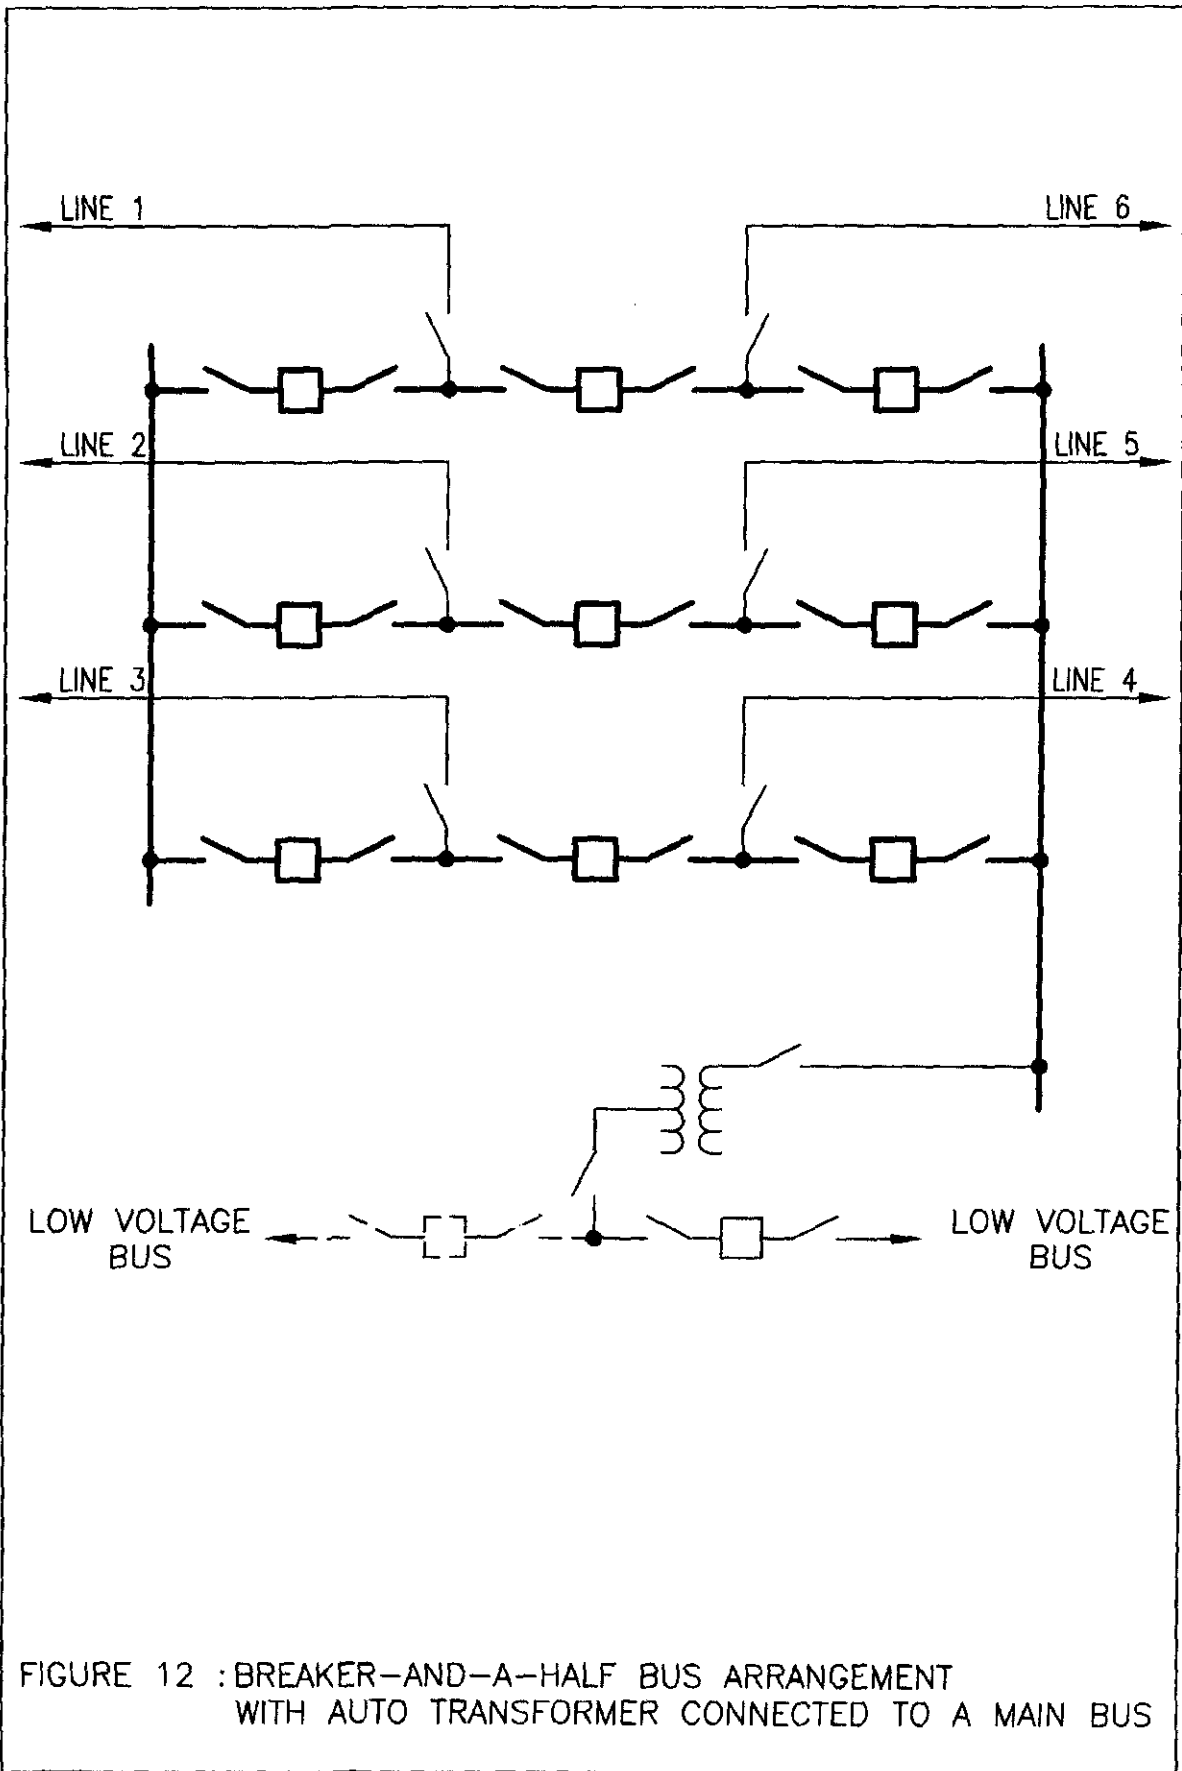 LINE 1
LINE 6
LINE 2
LINE 5
LINE 3
LINE 4
LOW VOLTAGE
BUS
LOW VOLTAGE
BUS
FIGURE 12 : BREAKER-AND-A-HALF BUS ARRANGEMENT
WITH AUTO TRANSFORMER CONNECTED TO A MAIN BUS